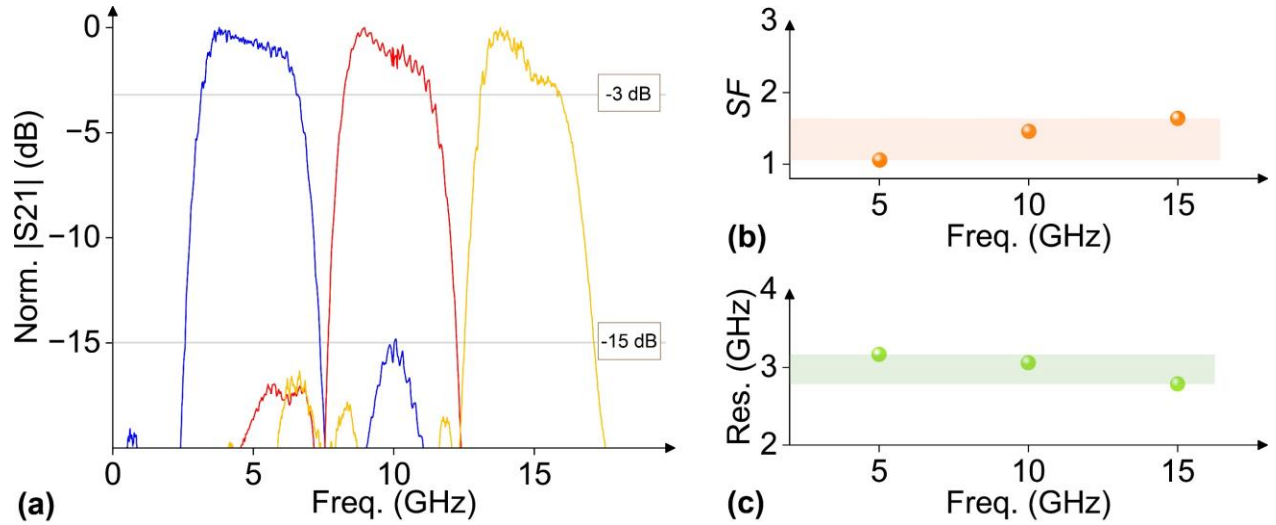 0
−5
−10
−15
Norm. |S21| (dB)
-3 dB
-15 dB
0
5
10
15
Freq. (GHz)
(a)
3
2
1
SF
5
10
15
Freq. (GHz)
(b)
4
3
2
Res. (GHz)
5
10
15
Freq. (GHz)
(c)